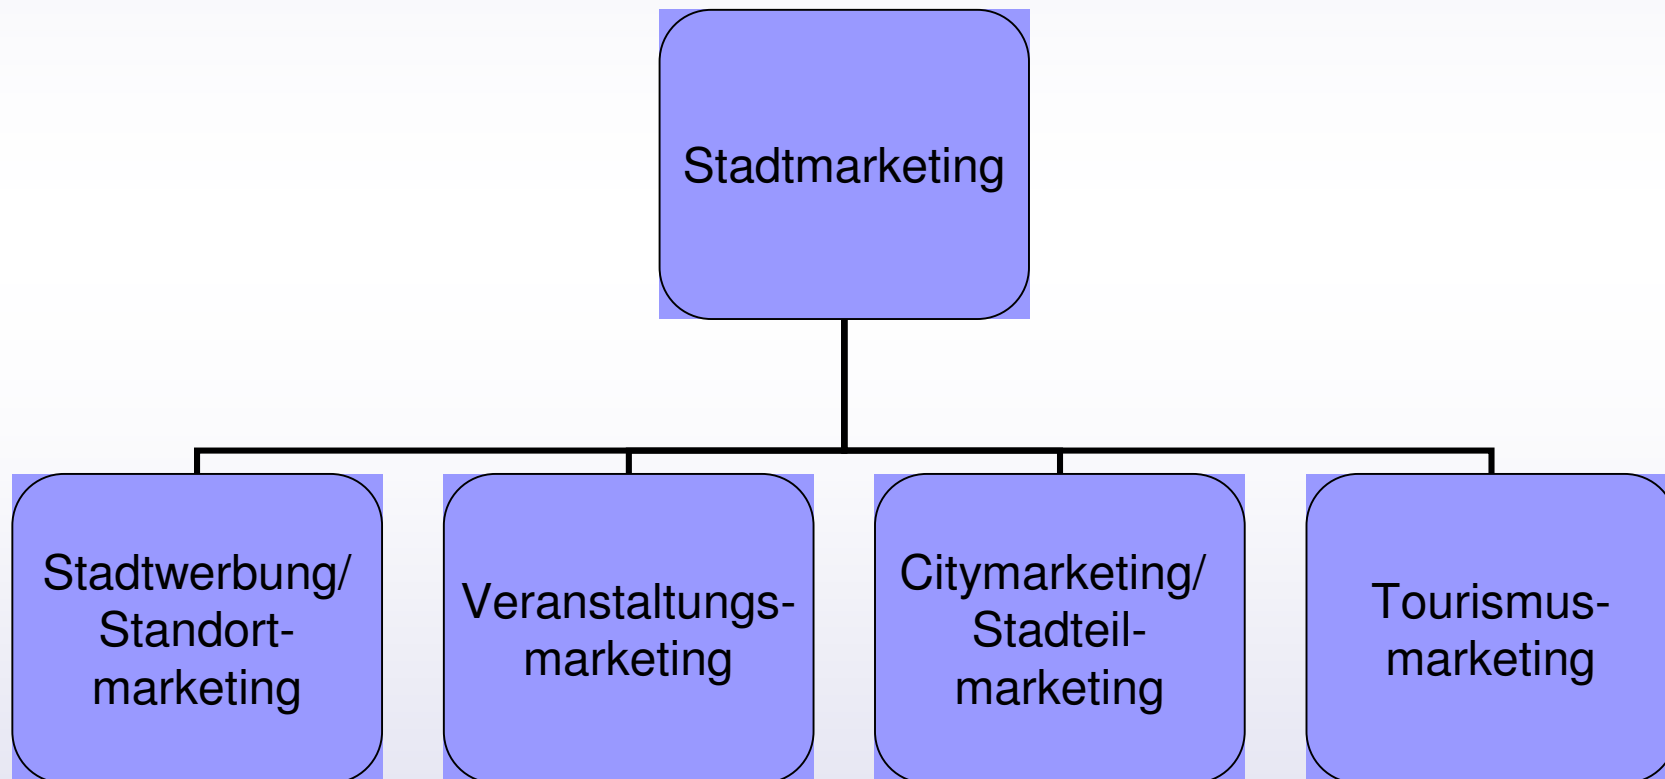 Stadtmarketing
Stadtwerbung/
Standort-
marketing
Veranstaltungs-
marketing
Citymarketing/
Stadteil-
marketing
Tourismus-
marketing